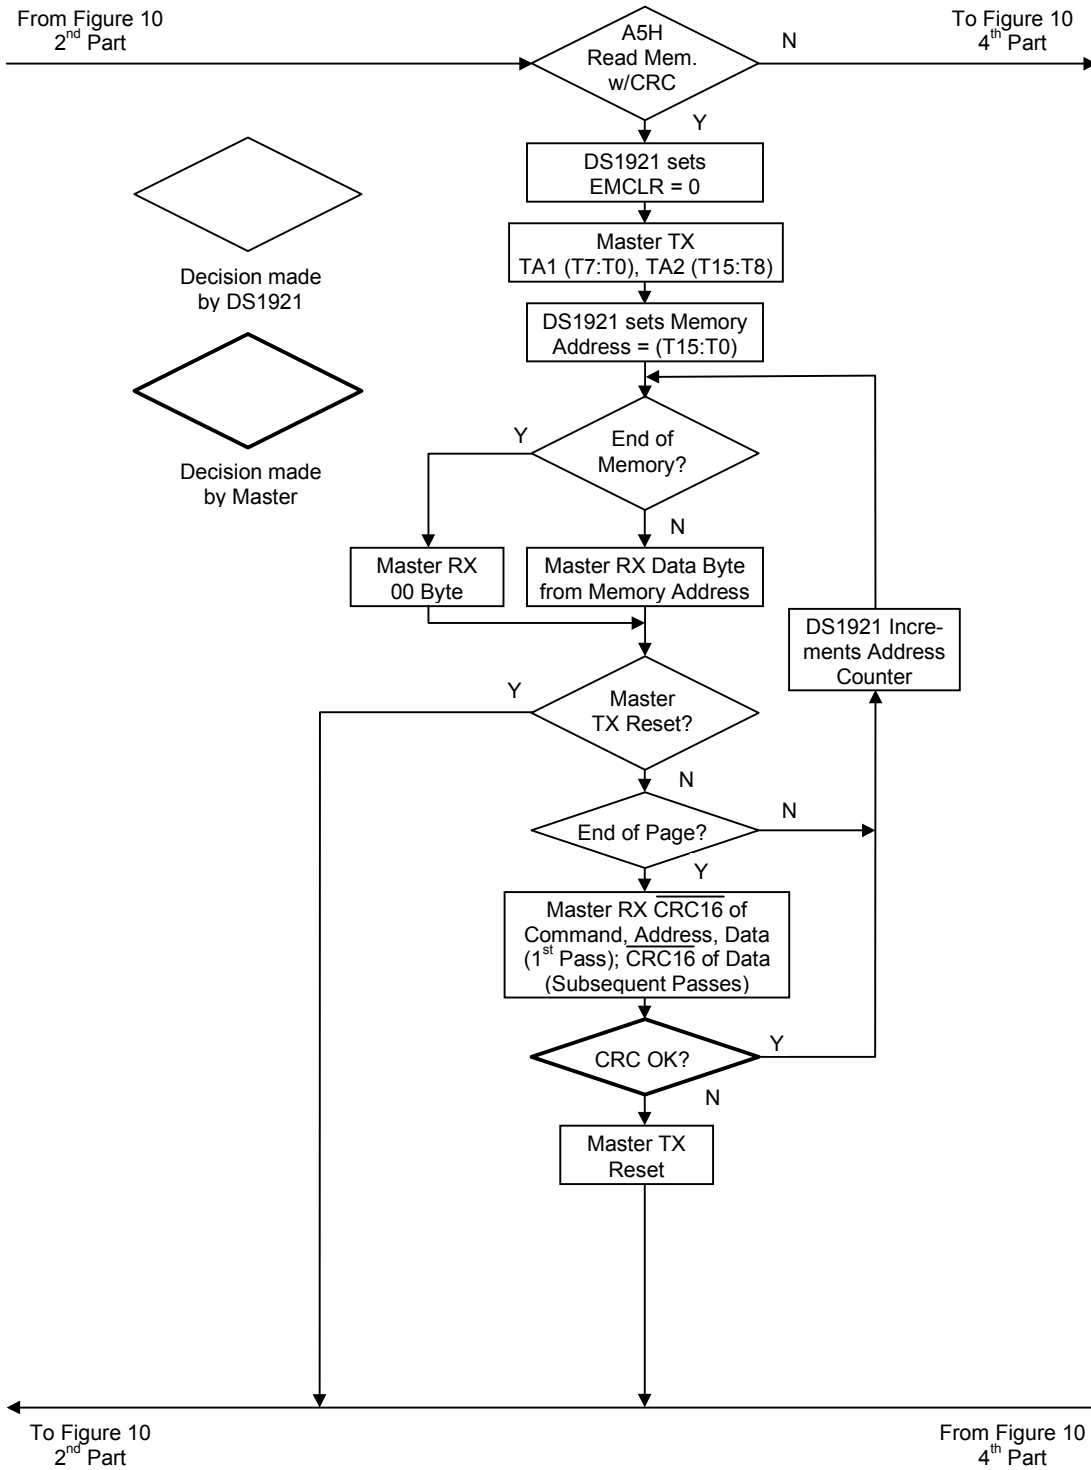 From Figure 10
2nd Part
To Figure 10
4th Part
A5H
Read Mem.
w/CRC
N
Y
DS1921 sets
EMCLR = 0
Master TX
TA1 (T7:T0), TA2 (T15:T8)
DS1921 sets Memory
Address = (T15:T0)
Decision made
by DS1921
Decision made
by Master
End of
Memory?
Y
N
Master RX
00 Byte
Master RX Data Byte
from Memory Address
DS1921 Incre-
ments Address
Counter
Master
TX Reset?
Y
N
End of Page?
N
Y
Master RX CRC16 of
Command, Address, Data
(1st Pass); CRC16 of Data
(Subsequent Passes)
CRC OK?
Y
N
Master TX
Reset
To Figure 10
2nd Part
From Figure 10
4th Part